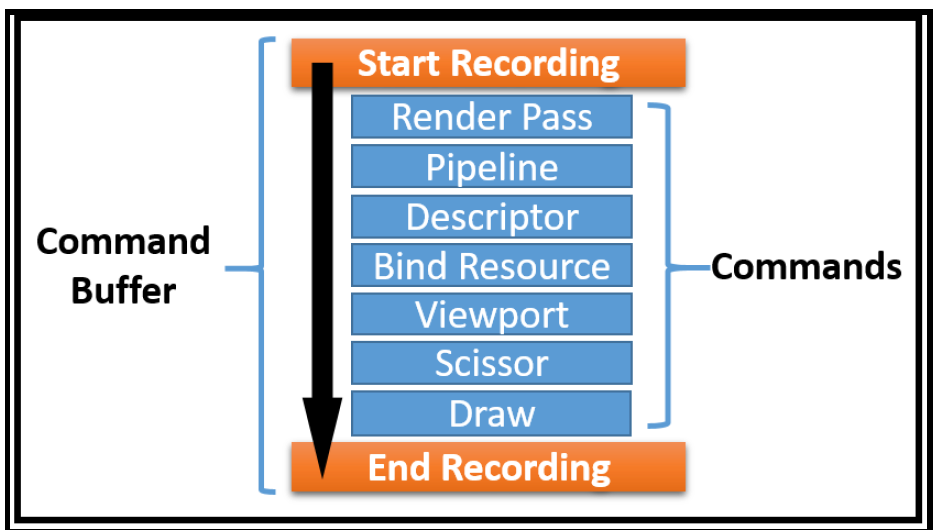 Start Recording
Render Pass
Pipeline
Descriptor
Bind Resource
Viewport
Scissor
Draw
End Recording
Command
Buffer
Commands